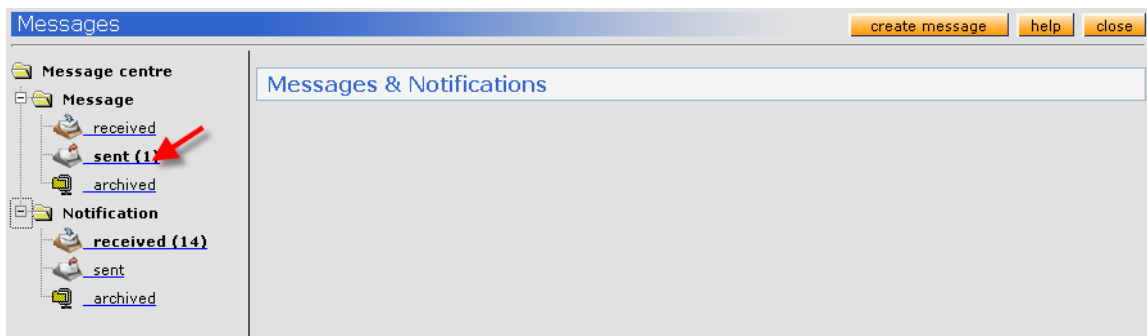 Messages
create message
help
close
Message centre
Message
received
sent (1)
archived
Notification
received (14)
sent
archived
Messages & Notifications